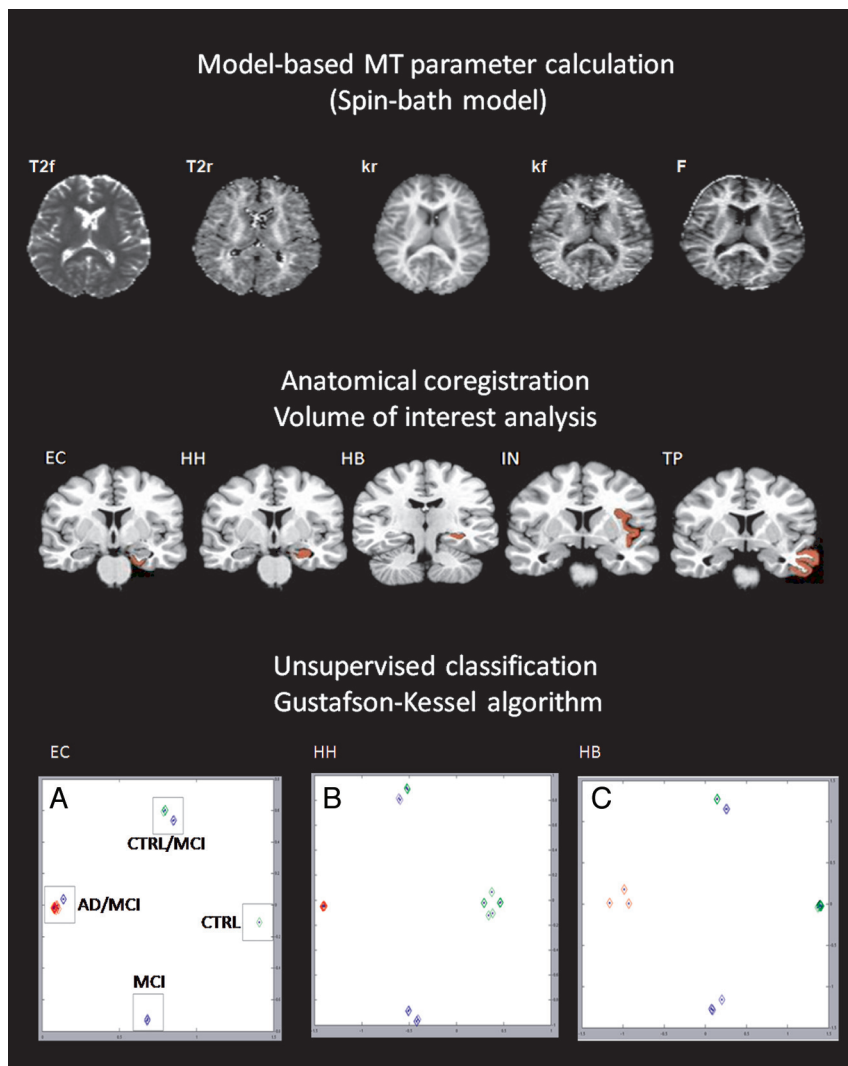 Model-based MT parameter calculation
(Spin-bath model)
T2f T2r kr kf F
Anatomical coregistration
Volume of interest analysis
EC HH HB IN TP
Unsupervised classification
Gustafson-Kessel algorithm
EC HH HB
A B C
CTRL/MCI
AD/MCI
CTRL
MCI